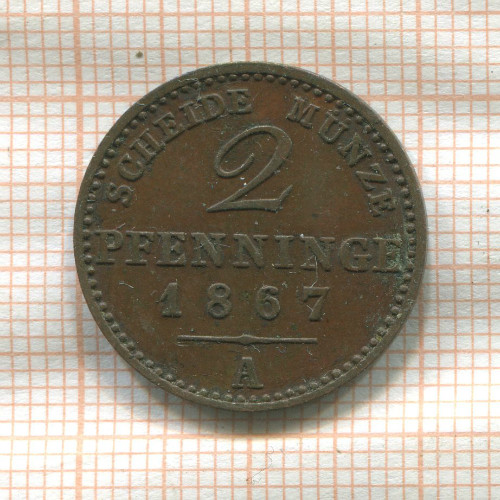 SCHEIDE MÜNZE
2
PFENNINGE
1867
A